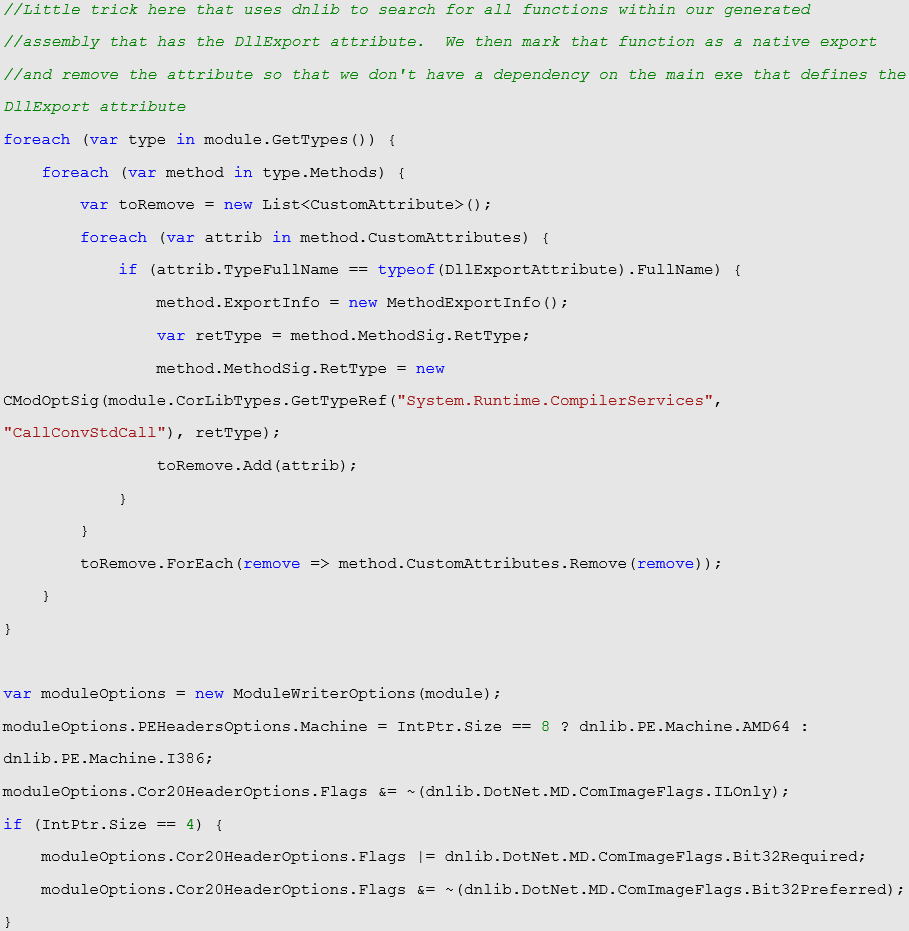 //Little trick here that uses dnlib to search for all functions within our generated
//assembly that has the DllExport attribute.  We then mark that function as a native export
//and remove the attribute so that we don't have a dependency on the main exe that defines the
DllExport attribute
foreach (var type in module.GetTypes()) {
    foreach (var method in type.Methods) {
        var toRemove = new List<CustomAttribute>();
        foreach (var attrib in method.CustomAttributes) {
            if (attrib.TypeFullName == typeof(DllExportAttribute).FullName) {
                method.ExportInfo = new MethodExportInfo();
                var retType = method.MethodSig.RetType;
                method.MethodSig.RetType = new
CModOptSig(module.CorLibTypes.GetTypeRef("System.Runtime.CompilerServices",
"CallConvStdCall"), retType);
                toRemove.Add(attrib);
            }
        }
        toRemove.ForEach(remove => method.CustomAttributes.Remove(remove));
    }
}

var moduleOptions = new ModuleWriterOptions(module);
moduleOptions.PEHeadersOptions.Machine = IntPtr.Size == 8 ? dnlib.PE.Machine.AMD64 :
dnlib.PE.Machine.I386;
moduleOptions.Cor20HeaderOptions.Flags &= ~(dnlib.DotNet.MD.ComImageFlags.ILOnly);
if (IntPtr.Size == 4) {
    moduleOptions.Cor20HeaderOptions.Flags |= dnlib.DotNet.MD.ComImageFlags.Bit32Required;
    moduleOptions.Cor20HeaderOptions.Flags &= ~(dnlib.DotNet.MD.ComImageFlags.Bit32Preferred);
}